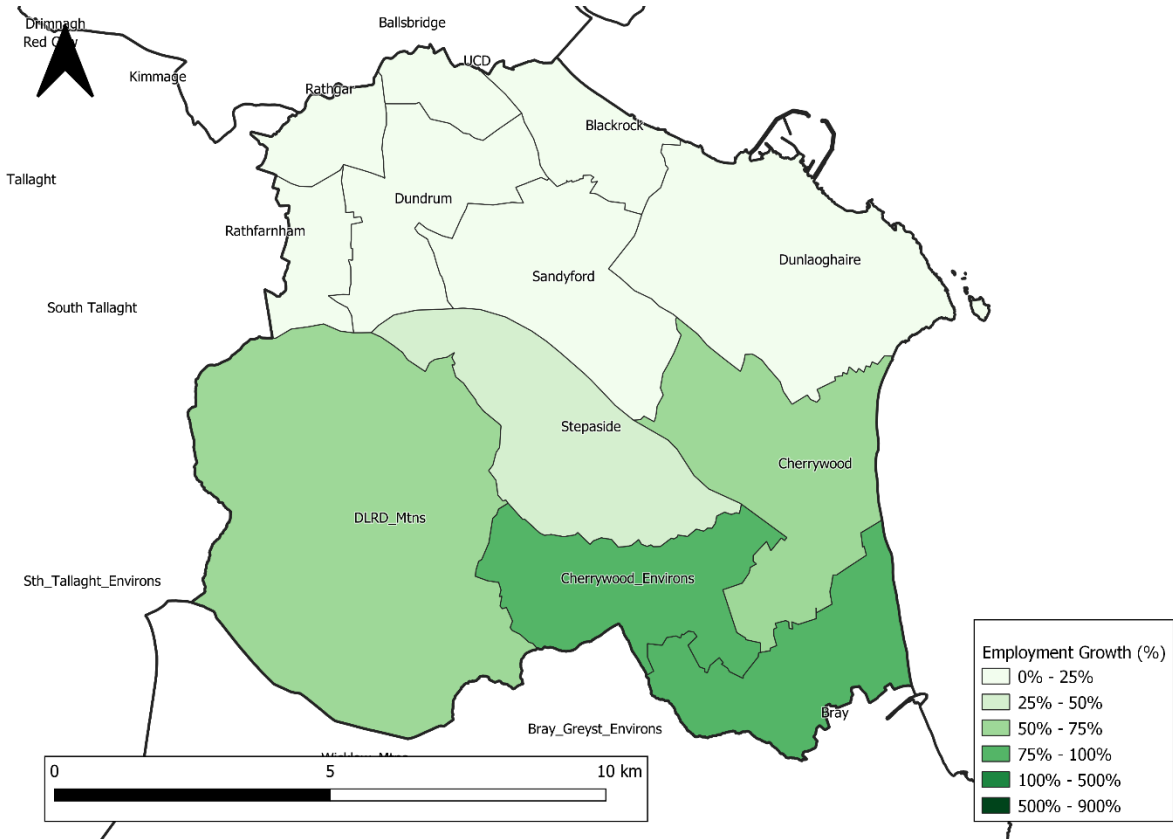 Ballsbridge
Drimnagh
Red C
Kimmage
UCD
Rathgar
Blackrock
Tallaght
Dundrum
Rathfarnham
Dunlaoghaire
Sandyford
South Tallaght
Stepaside
Cherrywood
DLRD_Mtns
Sth_Tallaght_Environs
Cherrywood_Environs
Bray
Bray_Greyst_Environs
Employment Growth (%)
0% - 25%
25% - 50%
50% - 75%
75% - 100%
100% - 500%
500% - 900%
0 5 10 km